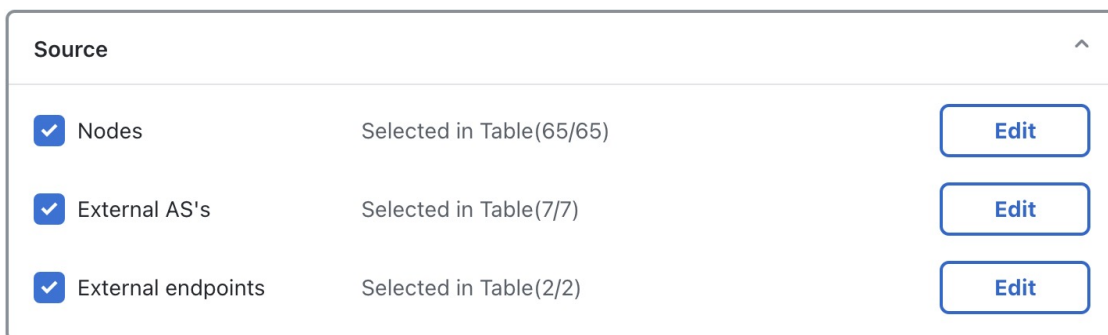 Source
Nodes Selected in Table(65/65) Edit
External AS's Selected in Table(7/7) Edit
External endpoints Selected in Table(2/2) Edit